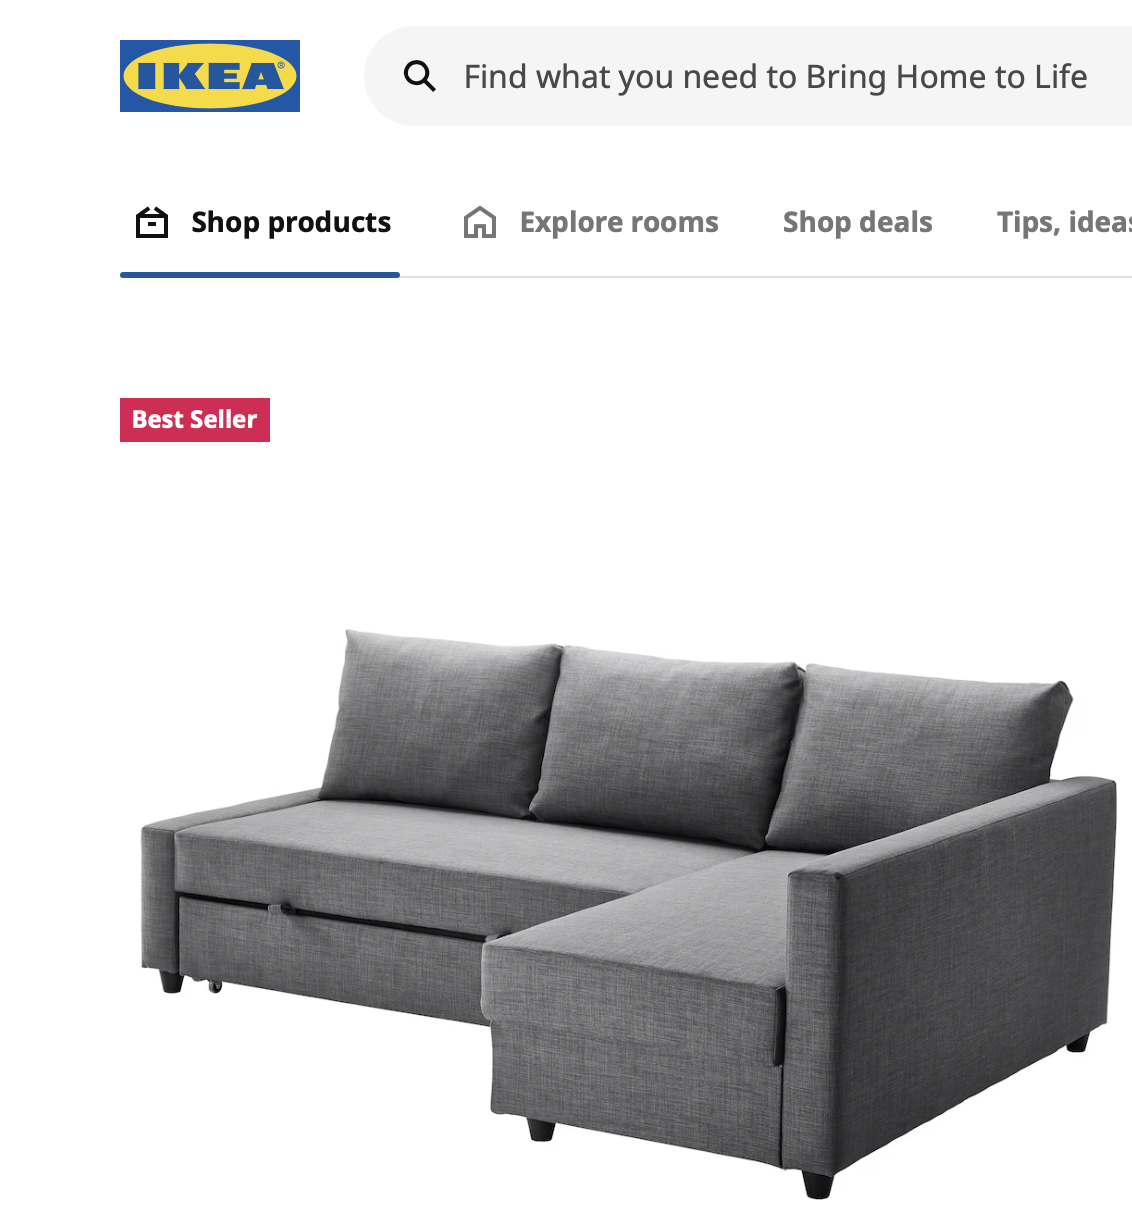 IKEA®
Find what you need to Bring Home to Life
Shop products
Explore rooms
Shop deals
Tips, ideas
Best Seller